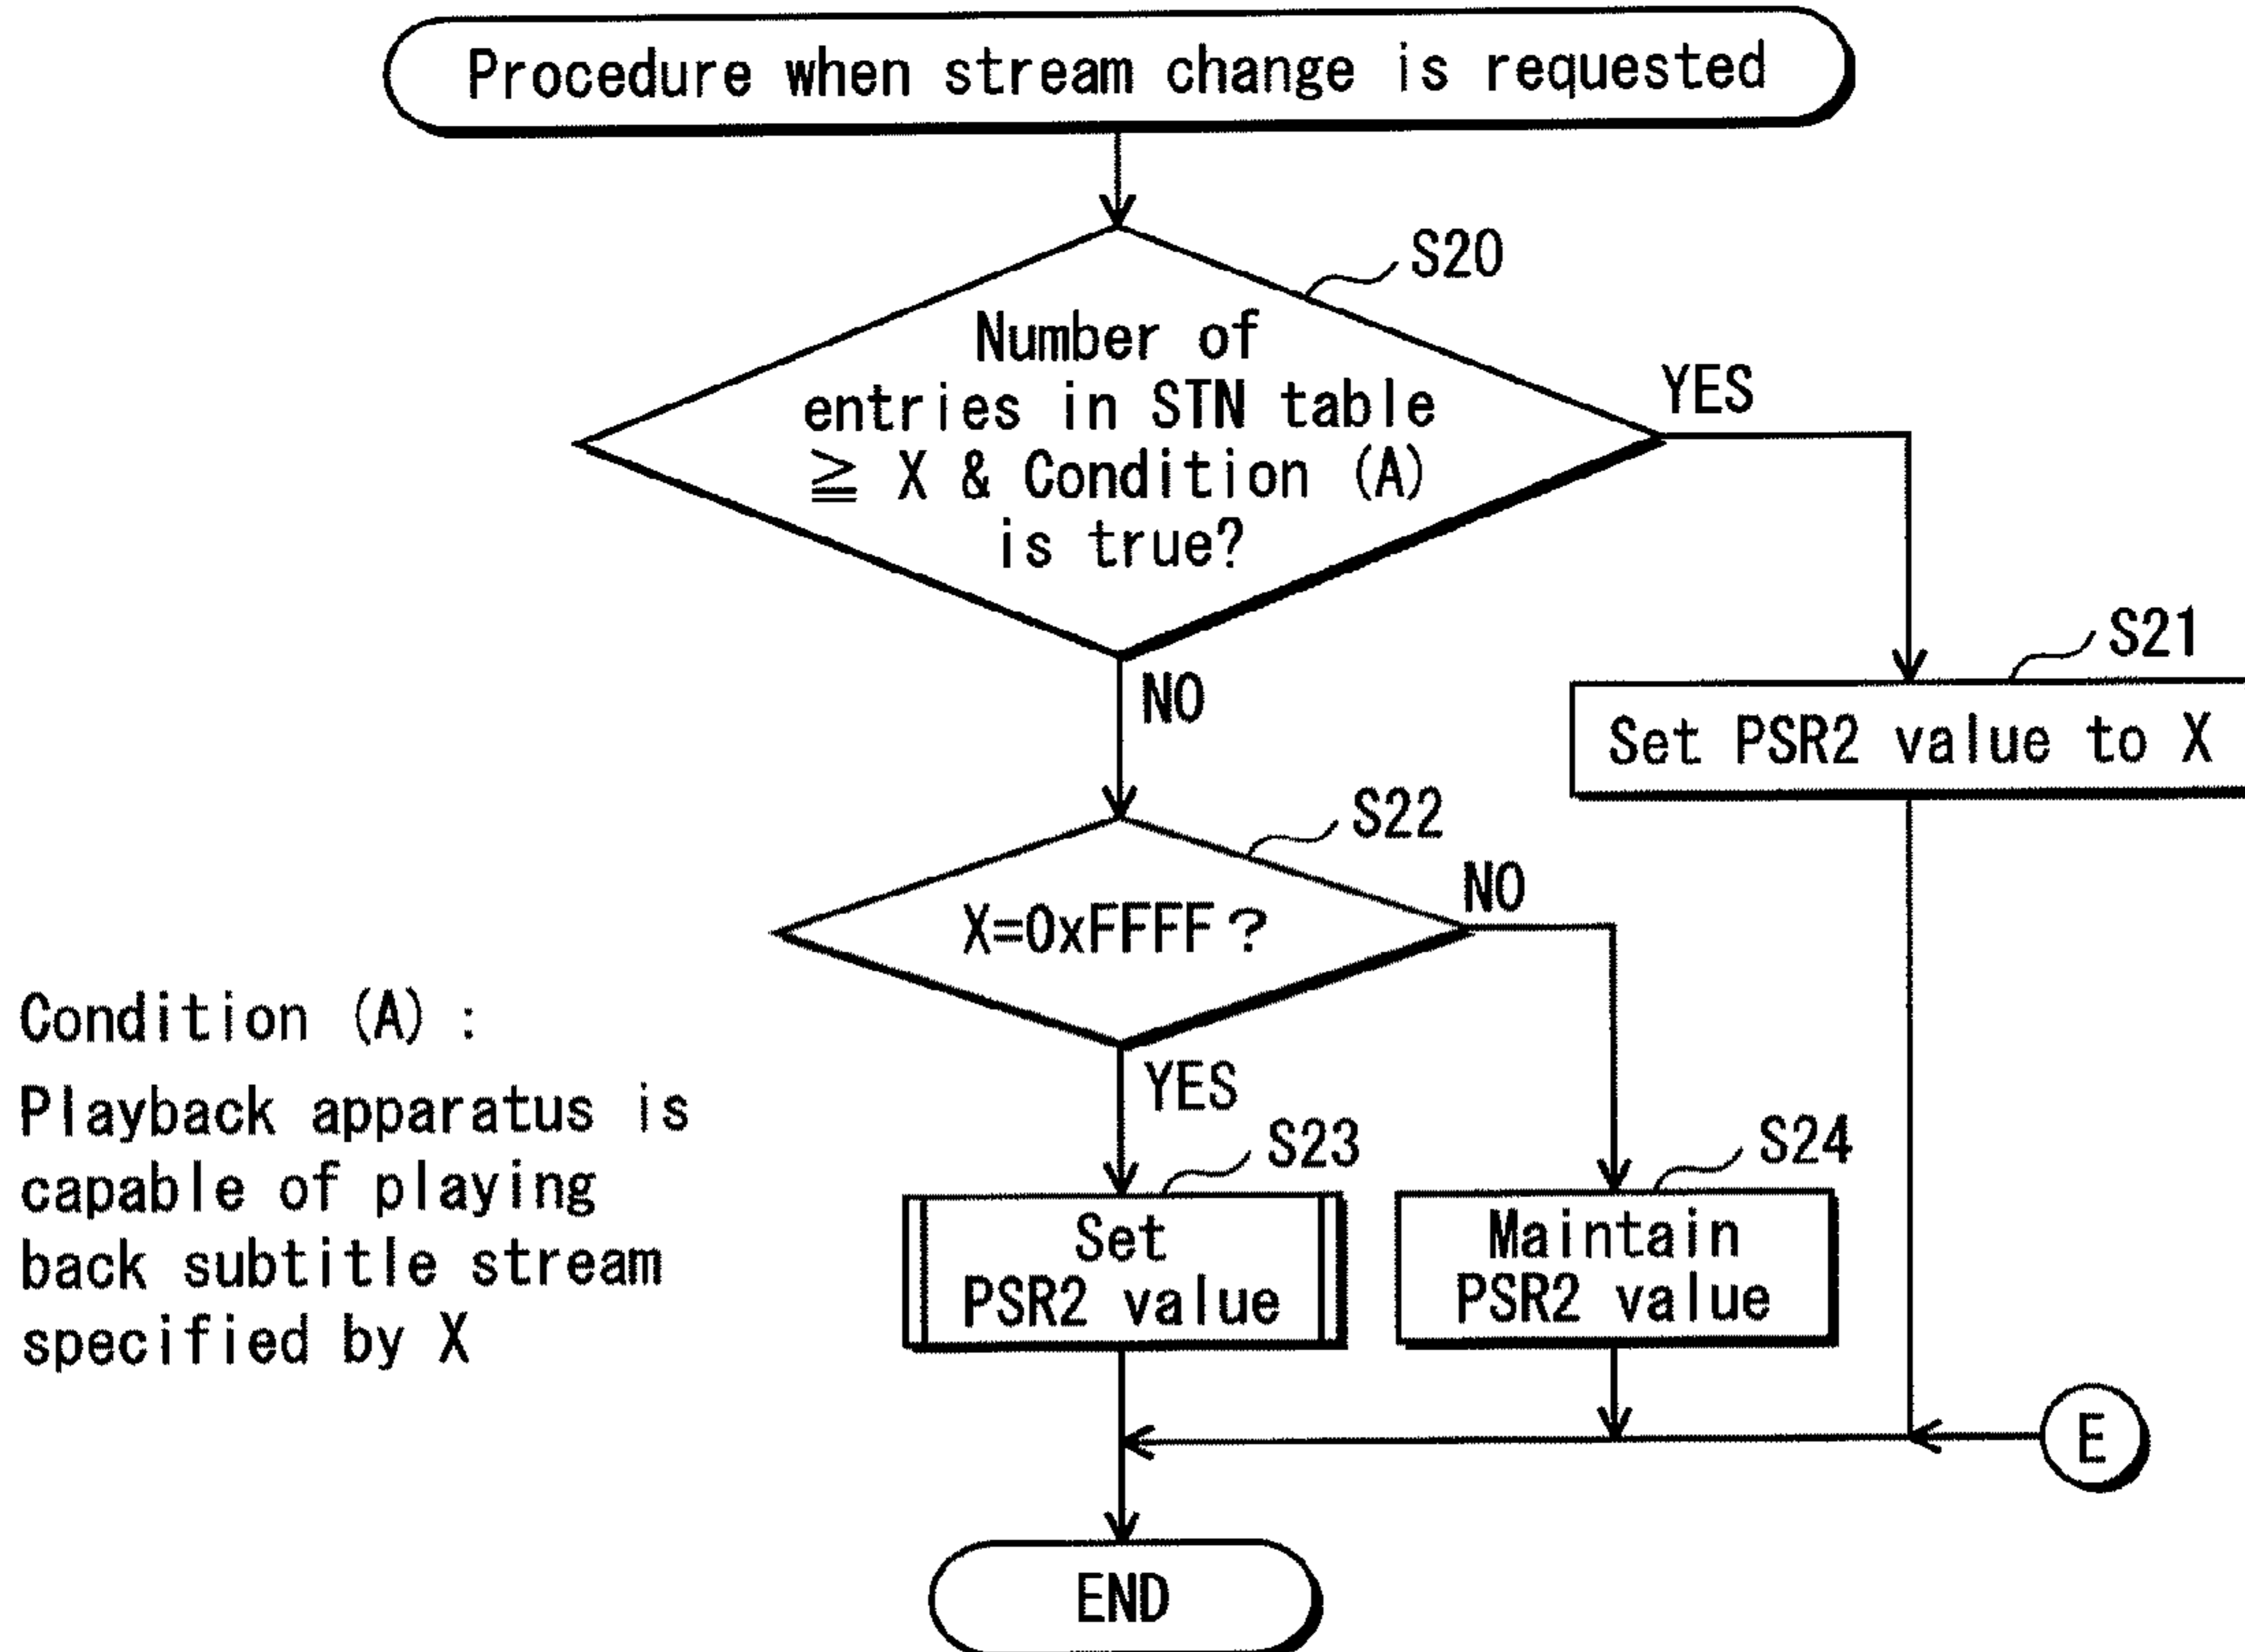 Procedure when stream change is requested
S20
Number of
entries in STN table
≧ X & Condition (A)
is true?
YES
NO
S21
Set PSR2 value to X
S22
X=0xFFFF?
NO
YES
Condition (A) :
Playback apparatus is
capable of playing
back subtitle stream
specified by X
S23
Set
PSR2 value
S24
Maintain
PSR2 value
E
END